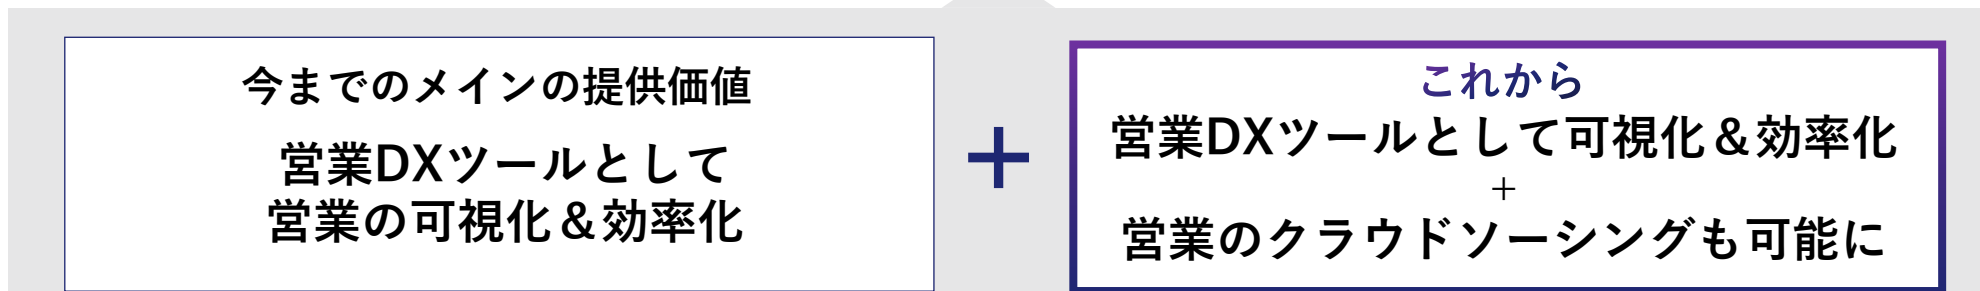 今までのメインの提供価値
営業DXツールとして
営業の可視化＆効率化
+
これから
営業DXツールとして可視化＆効率化
+
営業のクラウドソーシングも可能に